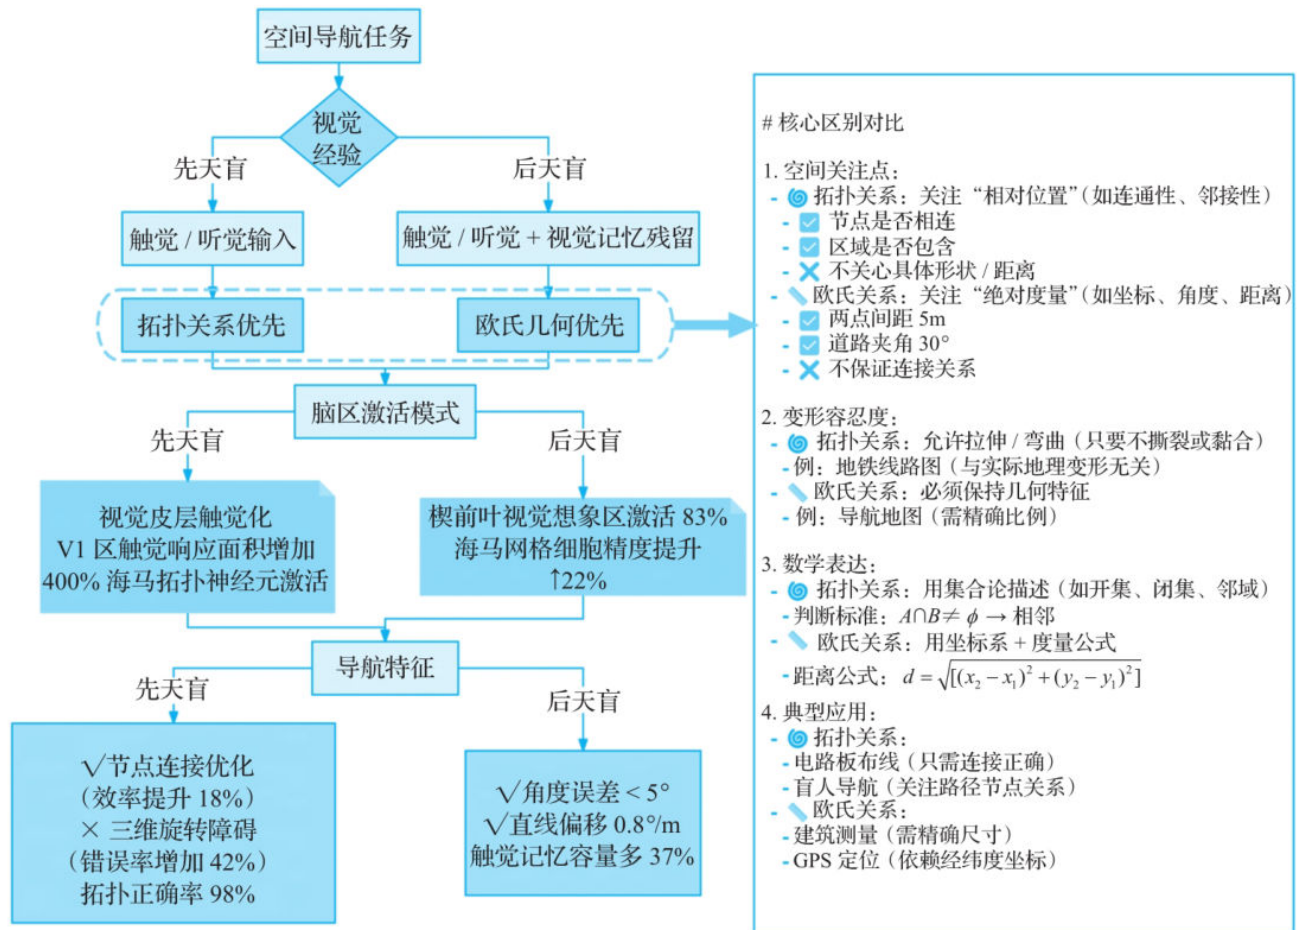 空间导航任务
视觉
经验
先天盲
后天盲
触觉 / 听觉输入
触觉 / 听觉 + 视觉记忆残留
拓扑关系优先
欧氏几何优先
脑区激活模式
先天盲
后天盲
视觉皮层触觉化
V1 区触觉响应面积增加
400% 海马拓扑神经元激活
楔前叶视觉想象区激活 83%
海马网格细胞精度提升
↑22%
导航特征
先天盲
后天盲
√节点连接优化
（效率提升 18%）
× 三维旋转障碍
（错误率增加 42%）
拓扑正确率 98%
√角度误差 < 5°
√直线偏移 0.8°/m
触觉记忆容量多 37%
# 核心区别对比
1. 空间关注点：
- 拓扑关系：关注“相对位置”（如连通性、邻接性）
- ☑ 节点是否相连
- ☑ 区域是否包含
- ✕ 不关心具体形状 / 距离
- 欧氏关系：关注“绝对度量”（如坐标、角度、距离）
- ☑ 两点间距 5m
- ☑ 道路夹角 30°
- ✕ 不保证连接关系
2. 变形容忍度：
- 拓扑关系：允许拉伸 / 弯曲（只要不撕裂或黏合）
- 例：地铁线路图（与实际地理变形无关）
- 欧氏关系：必须保持几何特征
- 例：导航地图（需精确比例）
3. 数学表达：
- 拓扑关系：用集合论描述（如开集、闭集、邻域）
- 判断标准：A∩B≠ ϕ → 相邻
- 欧氏关系：用坐标系 + 度量公式
- 距离公式：d = √[(x₂ − x₁)² + (y₂ − y₁)²]
4. 典型应用：
- 拓扑关系：
- 电路板布线（只需连接正确）
- 盲人导航（关注路径节点关系）
- 欧氏关系：
- 建筑测量（需精确尺寸）
- GPS 定位（依赖经纬度坐标）